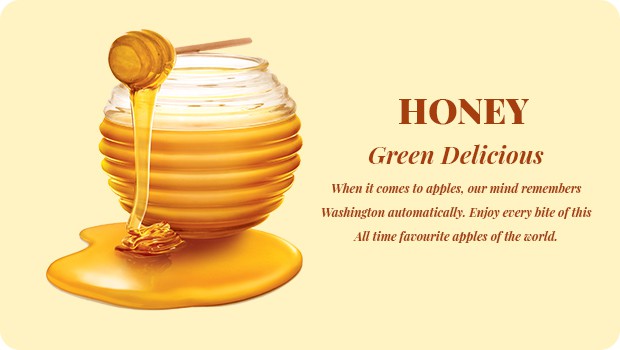 HONEY
Green Delicious
When it comes to apples, our mind remembers
Washington automatically. Enjoy every bite of this
All time favourite apples of the world.